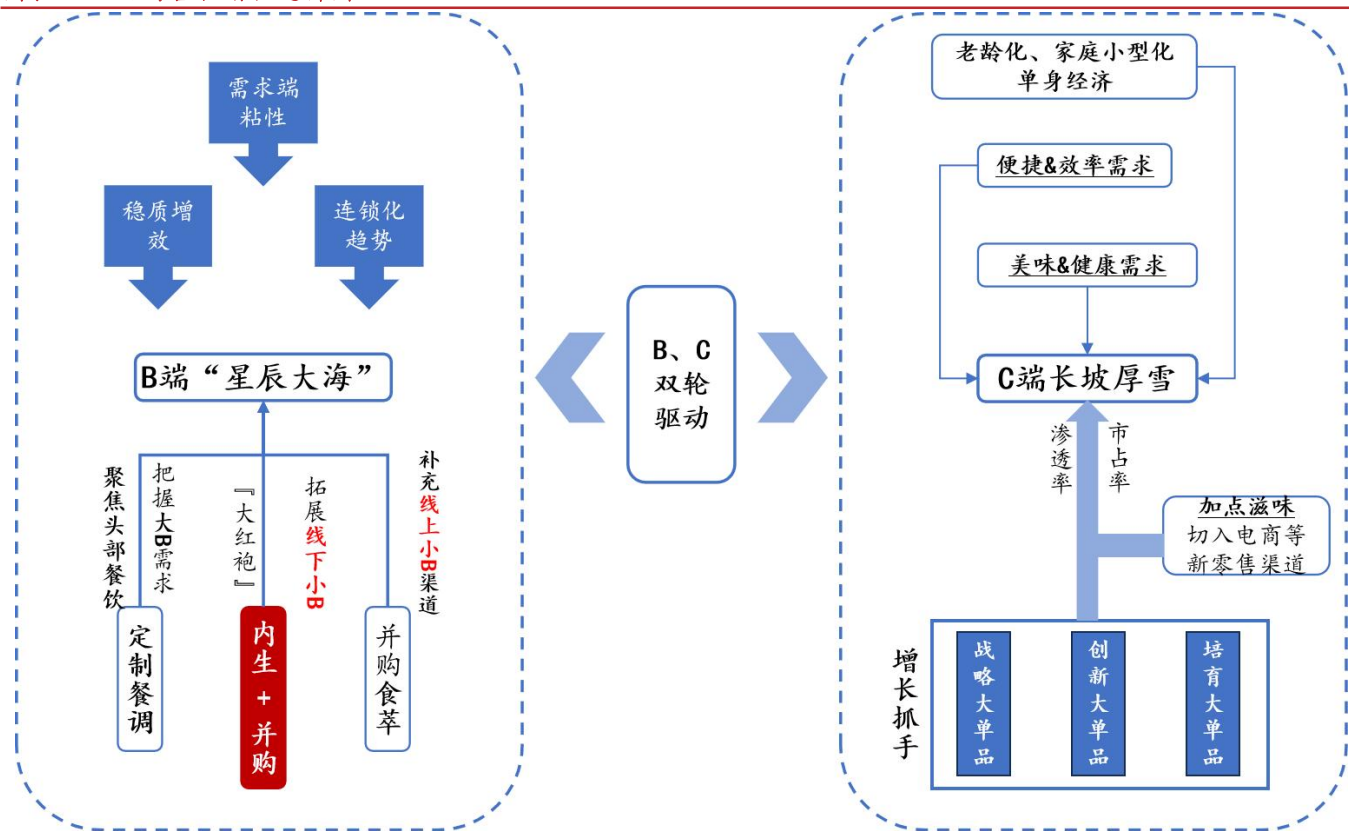 需求端
粘性
稳质增
效
连锁化
趋势
B端“星辰大海”
聚焦头部餐饮
把握大B需求
『大红袍』
拓展线下小B
补充线上小B渠道
定制餐调
内生+并购
并购食萃
B、C
双轮
驱动
老龄化、家庭小型化
单身经济
便捷&效率需求
美味&健康需求
C端长坡厚雪
渗透率
市占率
加点滋味
切入电商等
新零售渠道
增长抓手
战略大单品
创新大单品
培育大单品